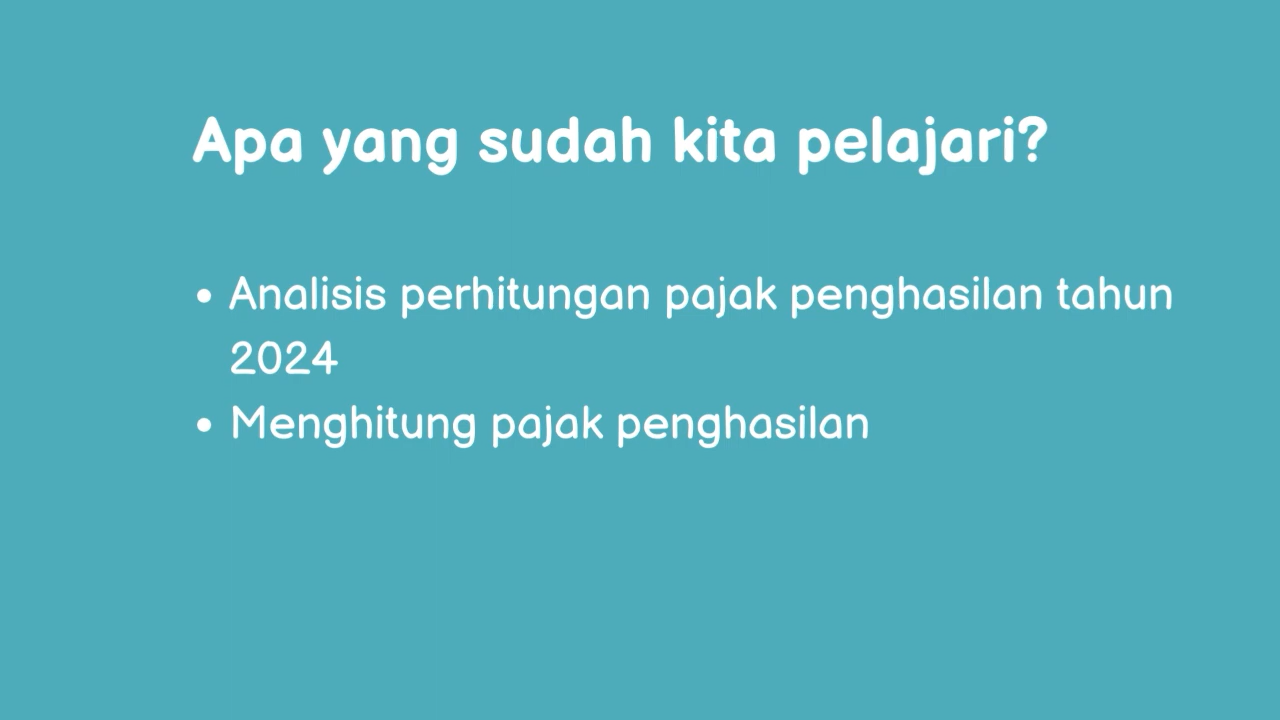 Apa yang sudah kita pelajari?
• Analisis perhitungan pajak penghasilan tahun
2024
• Menghitung pajak penghasilan